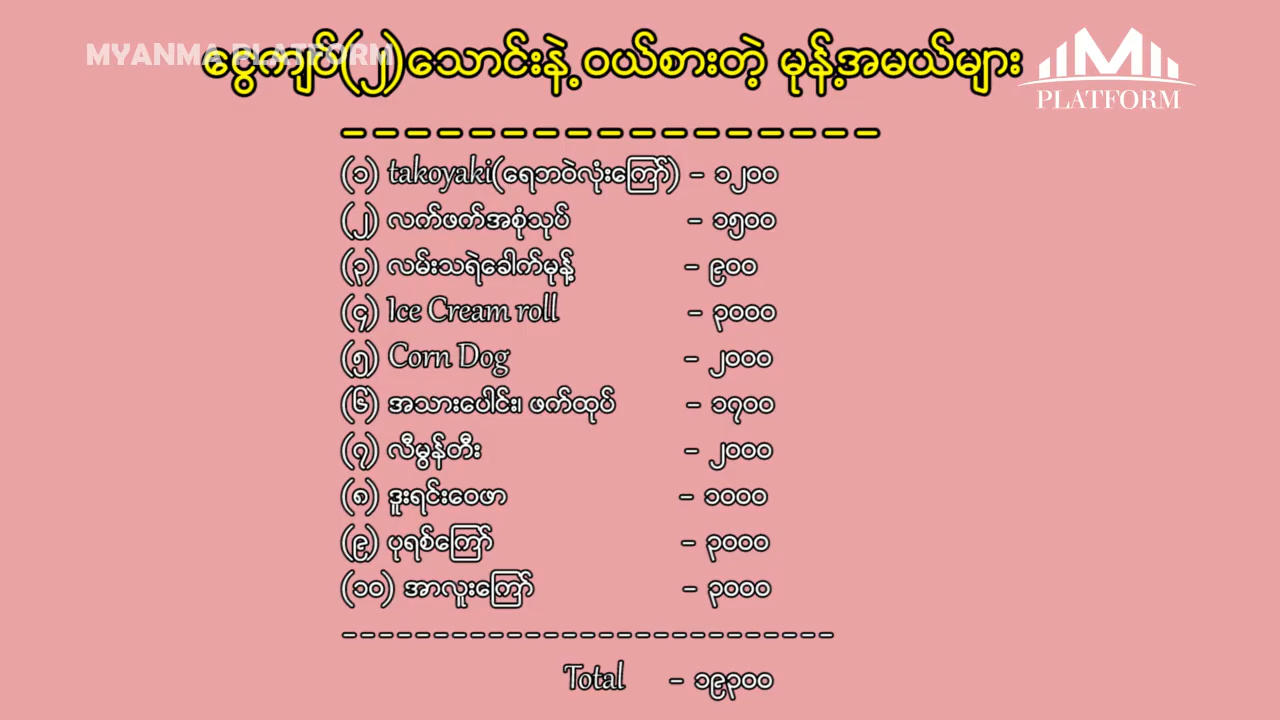 MYANMA PLATFORM
ငွေကျပ်(၂)သောင်းနဲ့ ဝယ်စားတဲ့ မုန့်အမယ်များ
PLATFORM
(၁) takoyaki(ရေဘဝဲလုံးကြော်) - ၁၂၀၀
(၂) လက်ဖက်အစုံသုပ် - ၁၅၀၀
(၃) လမ်းသရဲခေါက်မုန့် - ၉၀၀
(၄) Ice Cream roll - ၃၀၀၀
(၅) Corn Dog - ၂၀၀၀
(၆) အသားပေါင်း၊ ဖက်ထုပ် - ၁၇၀၀
(၇) လီမွန်တီး - ၂၀၀၀
(၈) ဒူးရင်းဝေဖာ - ၁၀၀၀
(၉) ပုရစ်ကြော် - ၃၀၀၀
(၁၀) အာလူးကြော် - ၃၀၀၀
Total - ၁၉၃၀၀